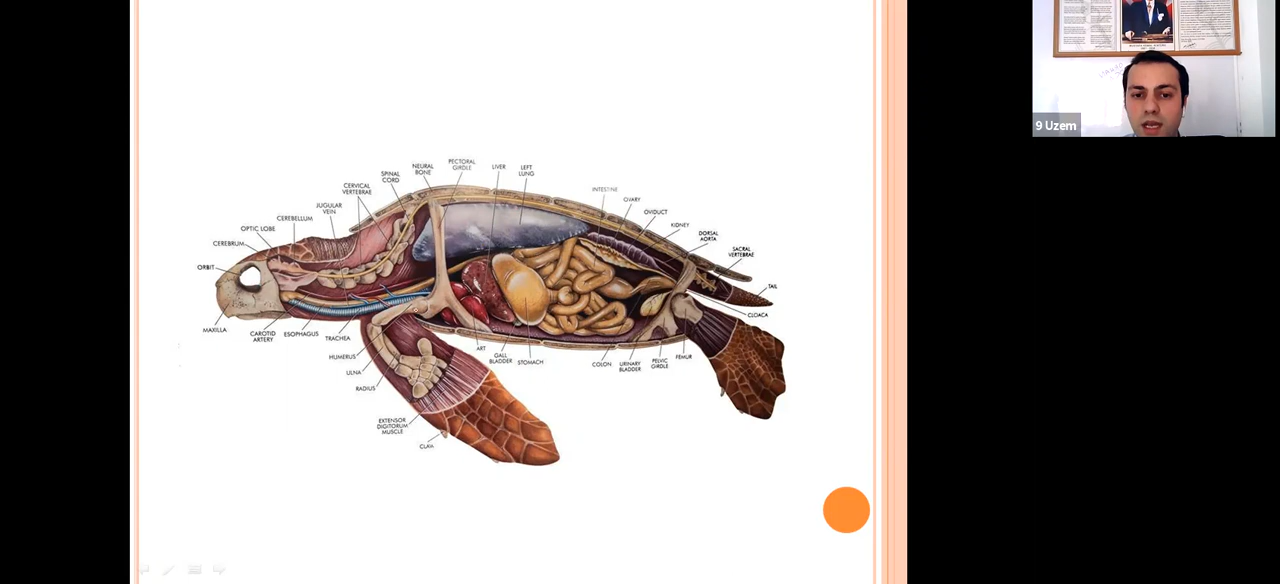 9 Uzem
PECTORAL
GIRDLE
NEURAL
BONE
LIVER
LEFT
LUNG
SPINAL
CORD
CERVICAL
VERTEBRAE
INTESTINE
OVARY
JUGULAR
VEIN
OVIDUCT
CEREBELLUM
KIDNEY
OPTIC LOBE
DORSAL
AORTA
CEREBRUM
SACRAL
VERTEBRAE
ORBIT
TAIL
CLOACA
MAXILLA
CAROTID
ARTERY
ESOPHAGUS
TRACHEA
HUMERUS
ART
GALL
BLADDER
STOMACH
COLON
URINARY
BLADDER
PELVIC
GIRDLE
FEMUR
ULNA
RADIUS
EXTENSOR
DIGITORUM
MUSCLE
CLAW